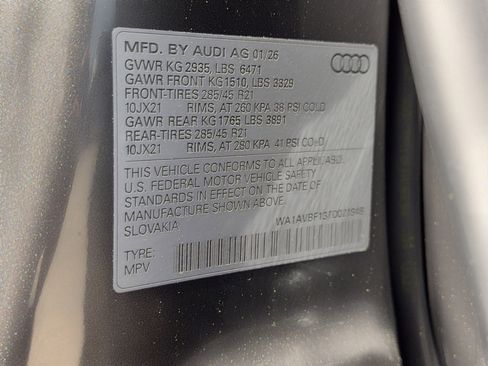 MFD. BY AUDI AG 01/26
GVWR KG 2935, LBS 6471
GAWR FRONT KG1510, LBS 3329
FRONT-TIRES 285/45 R21
10JX21 RIMS, AT 260 KPA 38 PSI COLD
GAWR REAR KG 1765 LBS 3891
REAR-TIRES 285/45 R21
10JX21 RIMS, AT 280 KPA 41 PSI COLD
THIS VEHICLE CONFORMS TO ALL APPLICABLE
U.S. FEDERAL MOTOR VEHICLE SAFETY
STANDARDS IN EFFECT ON THE DATE OF
MANUFACTURE SHOWN ABOVE.
SLOVAKIA
TYPE:
MPV